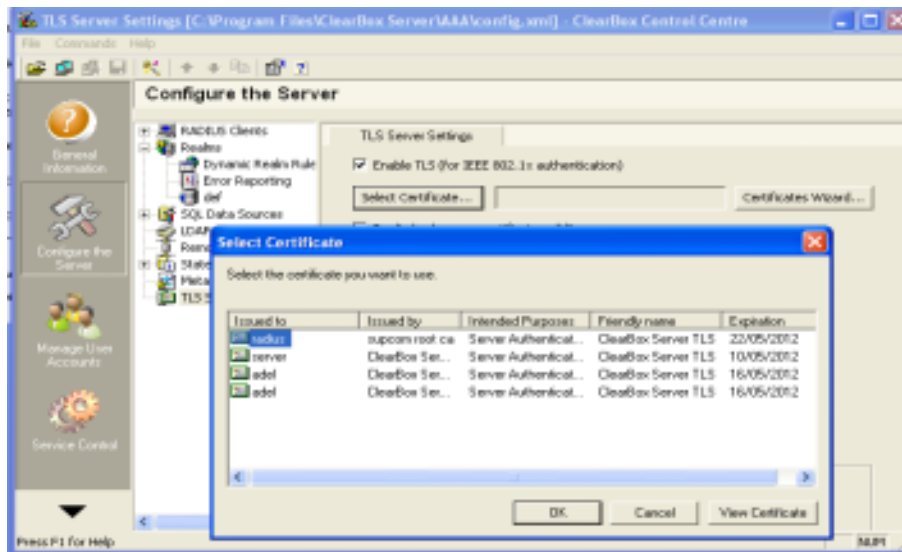 TLS Server Settings [C:\Program Files\ClearBox Server\AAA\config.xml] - ClearBox Control Centre
File Commands Help
Configure the Server
General Information
Configure the Server
Manage User Accounts
Service Control
RADIUS Clients
Realms
Dynamic Realm Rule
Error Reporting
def
SQL Data Sources
LDAP
Remo
State
Meta
TLS S
TLS Server Settings
Enable TLS (for IEEE 802.1x authentication)
Select Certificate...
Certificates Wizard...
Select Certificate
Select the certificate you want to use.
Issued to Issued by Intended Purposes Friendly name Expiration
radius supcom root ca Server Authenticat... ClearBox Server TLS 22/05/2012
server ClearBox Ser... Server Authenticat... ClearBox Server TLS 10/05/2012
adel ClearBox Ser... Server Authenticat... ClearBox Server TLS 16/05/2012
adel ClearBox Ser... Server Authenticat... ClearBox Server TLS 16/05/2012
OK Cancel View Certificate
Press F1 for Help
NUM